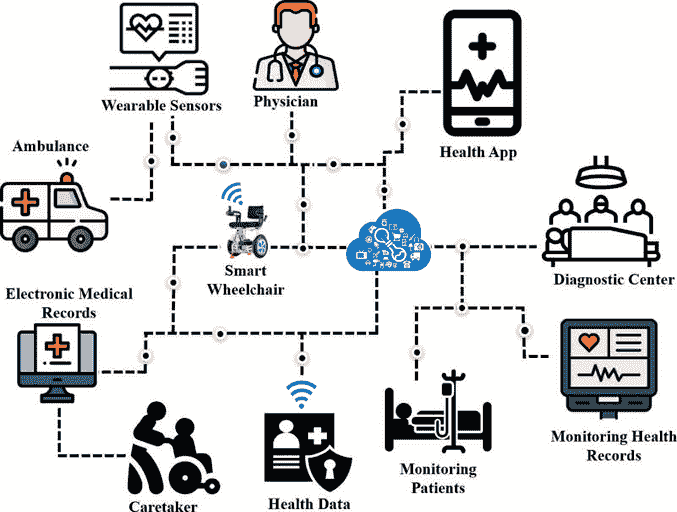 Wearable Sensors
Physician
Health App
Ambulance
Smart
Wheelchair
Diagnostic Center
Electronic Medical
Records
Monitoring Health
Records
Monitoring
Patients
Caretaker
Health Data